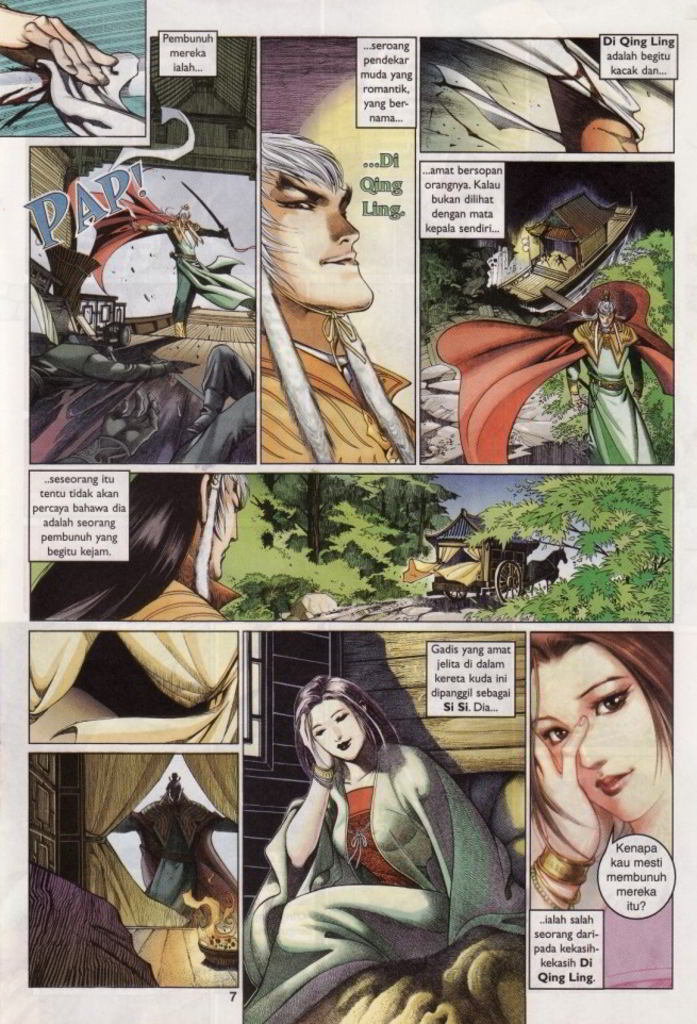 Pembunuh
mereka
ialah...
PAP!
...seroang
pendekar
muda yang
romantik,
yang ber-
nama...
...Di
Qing
Ling.
Di Qing Ling
adalah begitu
kacak dan...
...amat bersopan
orangnya. Kalau
bukan dilihat
dengan mata
kepala sendiri...
..seseorang itu
tentu tidak akan
percaya bahawa dia
adalah seorang
pembunuh yang
begitu kejam.
Gadis yang amat
jelita di dalam
kereta kuda ini
dipanggil sebagai
Si Si. Dia...
Kenapa
kau mesti
membunuh
mereka
itu?
..ialah salah
seorang dari-
pada kekasih-
kekasih Di
Qing Ling.
7